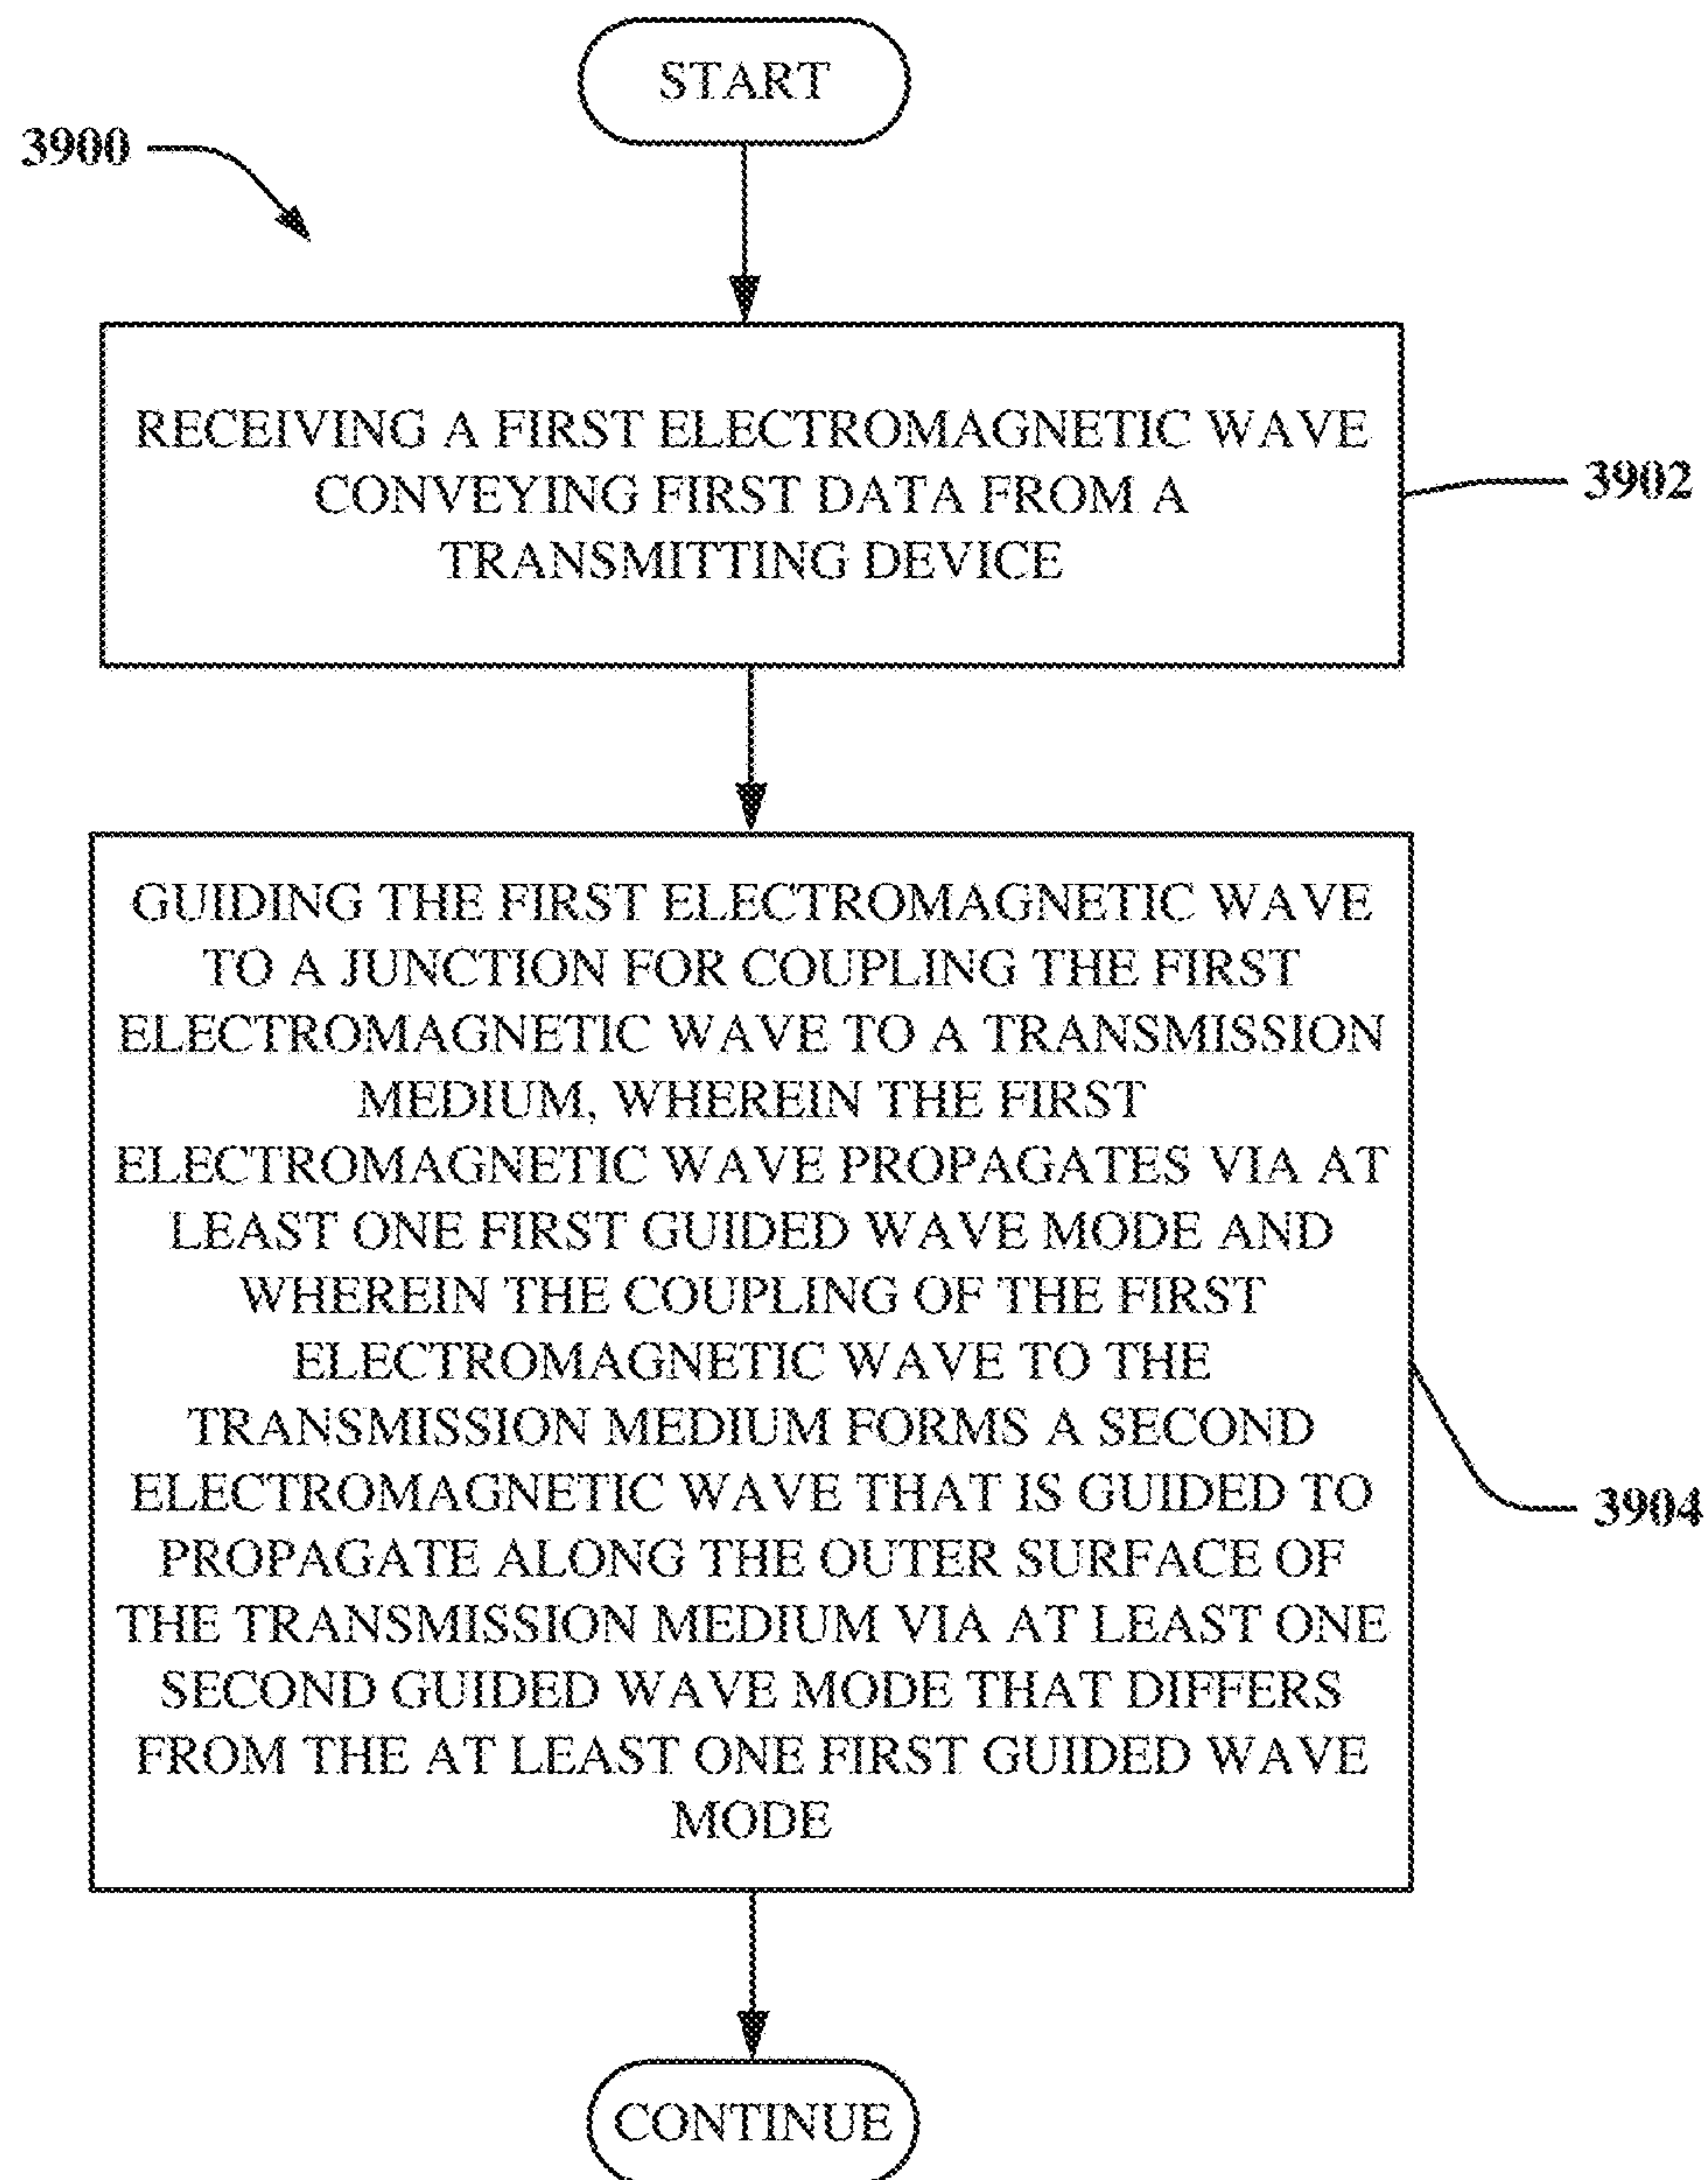 START
3900
RECEIVING A FIRST ELECTROMAGNETIC WAVE
CONVEYING FIRST DATA FROM A
TRANSMITTING DEVICE
3902
GUIDING THE FIRST ELECTROMAGNETIC WAVE
TO A JUNCTION FOR COUPLING THE FIRST
ELECTROMAGNETIC WAVE TO A TRANSMISSION
MEDIUM, WHEREIN THE FIRST
ELECTROMAGNETIC WAVE PROPAGATES VIA AT
LEAST ONE FIRST GUIDED WAVE MODE AND
WHEREIN THE COUPLING OF THE FIRST
ELECTROMAGNETIC WAVE TO THE
TRANSMISSION MEDIUM FORMS A SECOND
ELECTROMAGNETIC WAVE THAT IS GUIDED TO
PROPAGATE ALONG THE OUTER SURFACE OF
THE TRANSMISSION MEDIUM VIA AT LEAST ONE
SECOND GUIDED WAVE MODE THAT DIFFERS
FROM THE AT LEAST ONE FIRST GUIDED WAVE
MODE
3904
CONTINUE